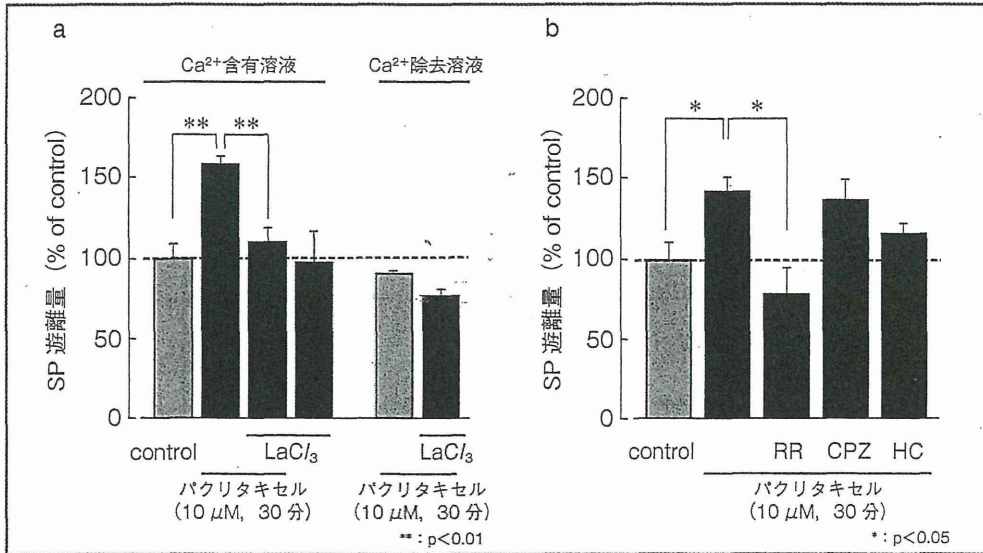 a
Ca²⁺含有溶液 Ca²⁺除去溶液
200
150
100
50
0
SP 遊離量 (% of control)
** **
control LaCl₃ LaCl₃
パクリタキセル パクリタキセル
(10 μM, 30 分) (10 μM, 30 分)
** : p<0.01
b
200
150
100
50
0
SP 遊離量 (% of control)
* *
control RR CPZ HC
パクリタキセル
(10 μM, 30 分)
* : p<0.05